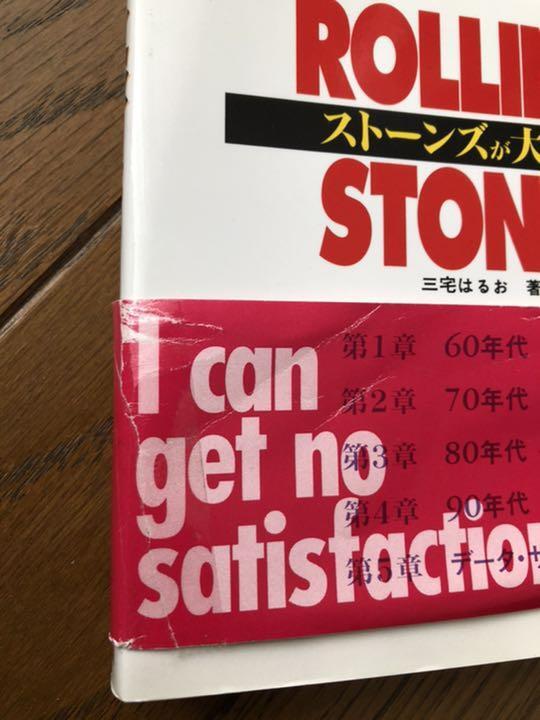 ROLLI
ストーンズが大
STON
三宅はるお 著
I can
get no
satisfaction
第1章 60年代
第2章 70年代
第3章 80年代
第4章 90年代
第5章 データ・サ